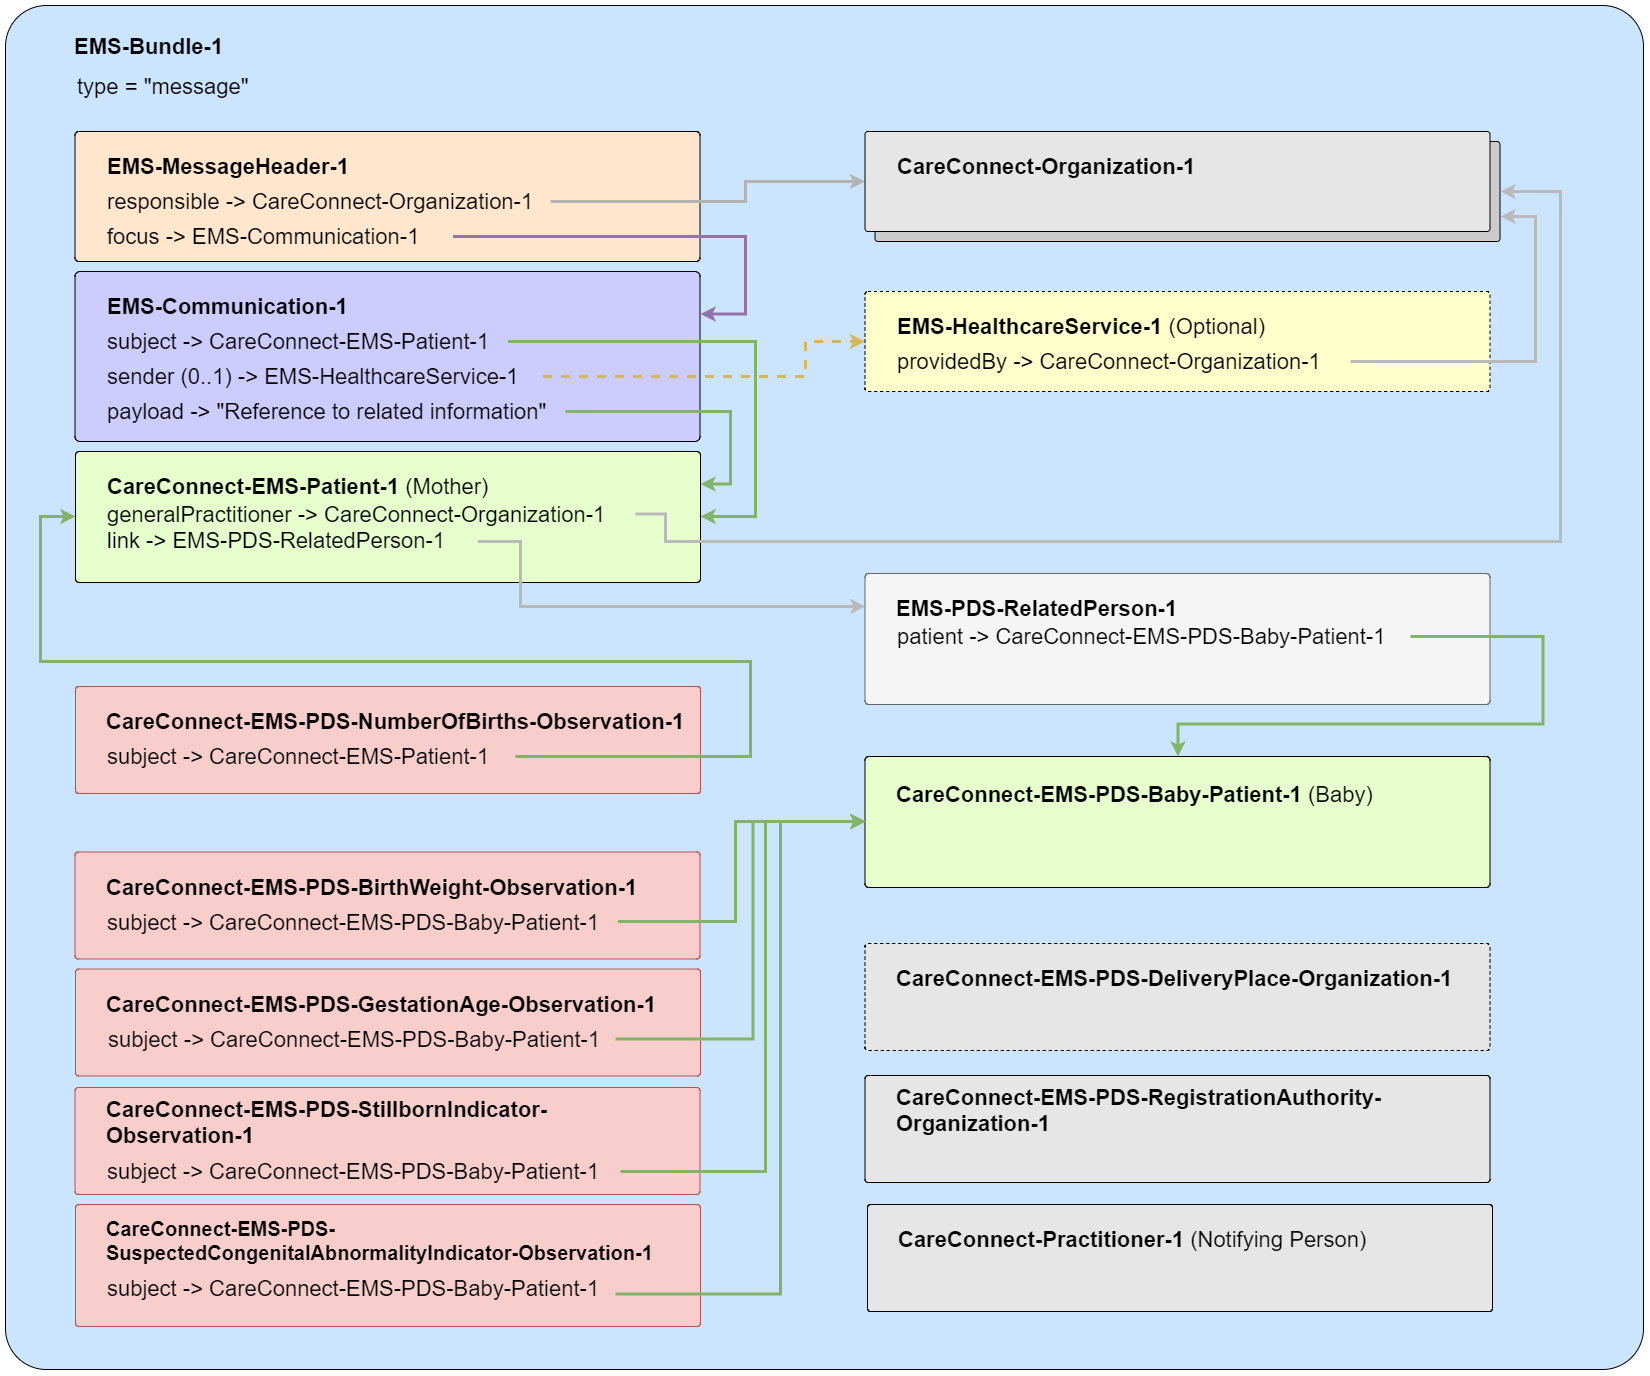 EMS-Bundle-1
type = "message"
EMS-MessageHeader-1
responsible -> CareConnect-Organization-1
focus -> EMS-Communication-1
CareConnect-Organization-1
EMS-Communication-1
subject -> CareConnect-EMS-Patient-1
sender (0..1) -> EMS-HealthcareService-1
payload -> "Reference to related information"
EMS-HealthcareService-1 (Optional)
providedBy -> CareConnect-Organization-1
CareConnect-EMS-Patient-1 (Mother)
generalPractitioner -> CareConnect-Organization-1
link -> EMS-PDS-RelatedPerson-1
EMS-PDS-RelatedPerson-1
patient -> CareConnect-EMS-PDS-Baby-Patient-1
CareConnect-EMS-PDS-NumberOfBirths-Observation-1
subject -> CareConnect-EMS-Patient-1
CareConnect-EMS-PDS-Baby-Patient-1 (Baby)
CareConnect-EMS-PDS-BirthWeight-Observation-1
subject -> CareConnect-EMS-PDS-Baby-Patient-1
CareConnect-EMS-PDS-DeliveryPlace-Organization-1
CareConnect-EMS-PDS-GestationAge-Observation-1
subject -> CareConnect-EMS-PDS-Baby-Patient-1
CareConnect-EMS-PDS-RegistrationAuthority-
Organization-1
CareConnect-EMS-PDS-StillbornIndicator-
Observation-1
subject -> CareConnect-EMS-PDS-Baby-Patient-1
CareConnect-EMS-PDS-
SuspectedCongenitalAbnormalityIndicator-Observation-1
subject -> CareConnect-EMS-PDS-Baby-Patient-1
CareConnect-Practitioner-1 (Notifying Person)